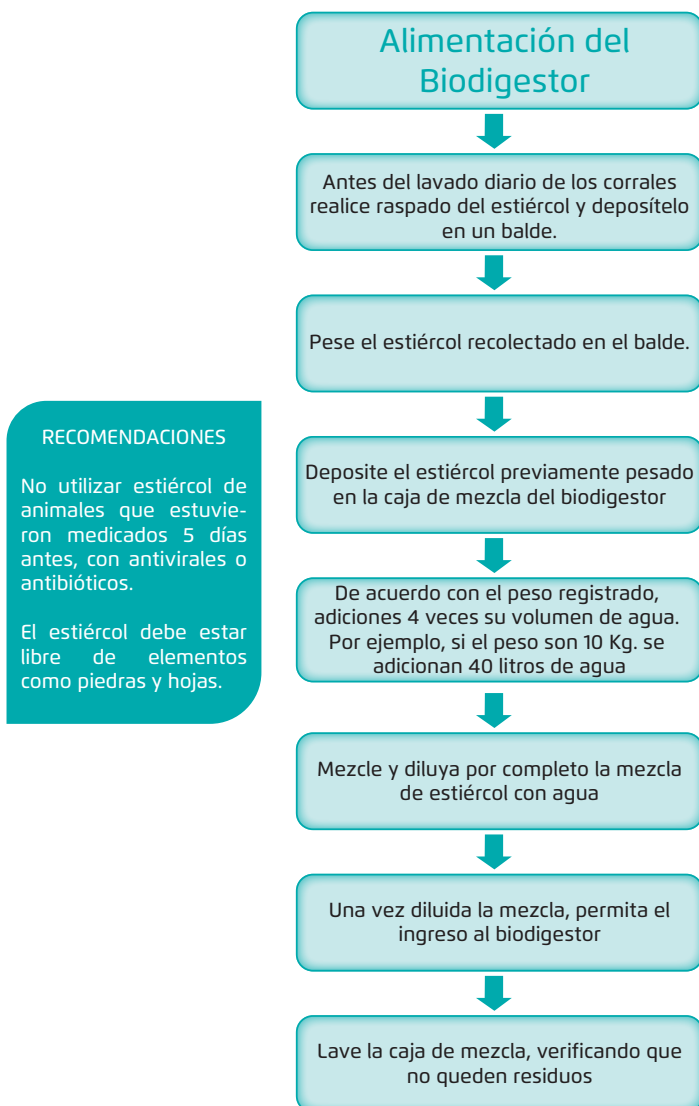 Alimentación del
Biodigestor
Antes del lavado diario de los corrales
realice raspado del estiércol y deposítelo
en un balde.
Pese el estiércol recolectado en el balde.
RECOMENDACIONES
No utilizar estiércol de
animales que estuvie-
ron medicados 5 días
antes, con antivirales o
antibióticos.
El estiércol debe estar
libre de elementos
como piedras y hojas.
Deposite el estiércol previamente pesado
en la caja de mezcla del biodigestor
De acuerdo con el peso registrado,
adiciones 4 veces su volumen de agua.
Por ejemplo, si el peso son 10 Kg. se
adicionan 40 litros de agua
Mezcle y diluya por completo la mezcla
de estiércol con agua
Una vez diluida la mezcla, permita el
ingreso al biodigestor
Lave la caja de mezcla, verificando que
no queden residuos